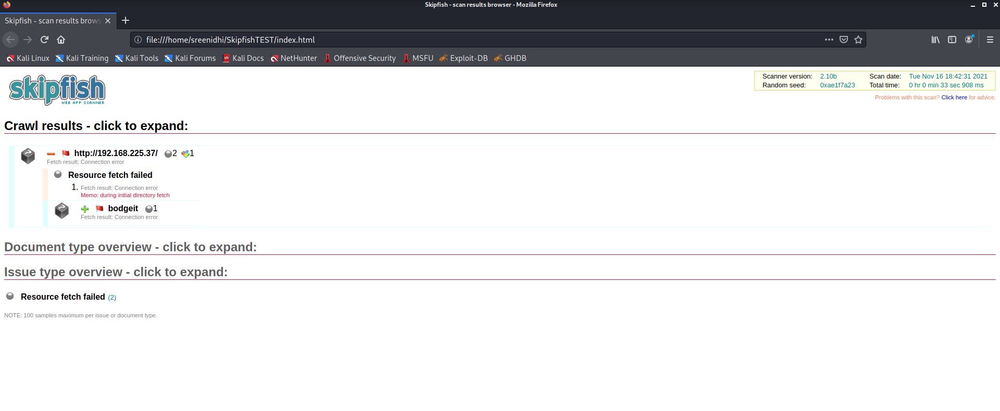 Skipfish - scan results browser - Mozilla Firefox
Skipfish - scan results brows
file:///home/sreenidhi/SkipfishTEST/index.html
Kali Linux Kali Training Kali Tools Kali Forums Kali Docs NetHunter Offensive Security MSFU Exploit-DB GHDB
skipfish
WEB APP SCANNER
Scanner version: 2.10b Scan date: Tue Nov 16 18:42:31 2021
Random seed: 0xae1f7a23 Total time: 0 hr 0 min 33 sec 908 ms
Problems with this scan? Click here for advice.
Crawl results - click to expand:
http://192.168.225.37/ 2 1
Fetch result: Connection error
Resource fetch failed
1. Fetch result: Connection error
Memo: during initial directory fetch
bodgeit 1
Fetch result: Connection error
Document type overview - click to expand:
Issue type overview - click to expand:
Resource fetch failed (2)
NOTE: 100 samples maximum per issue or document type.